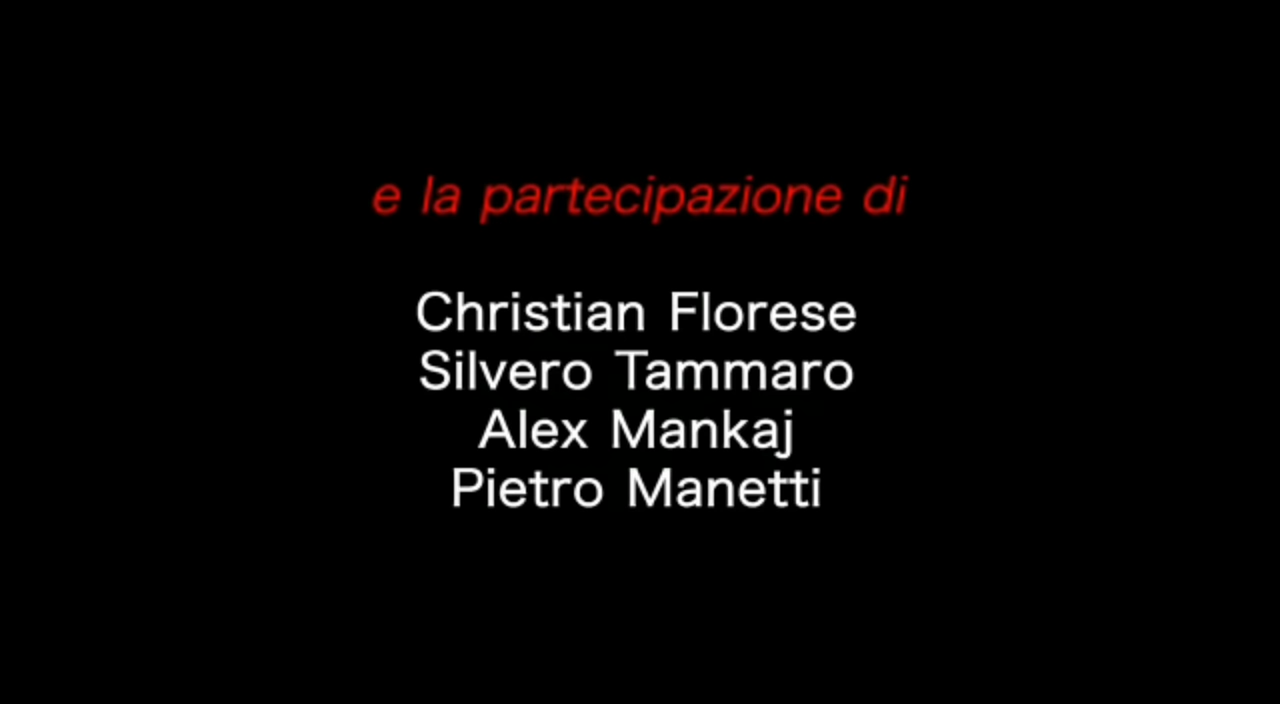 e la partecipazione di
Christian Florese
Silvero Tammaro
Alex Mankaj
Pietro Manetti